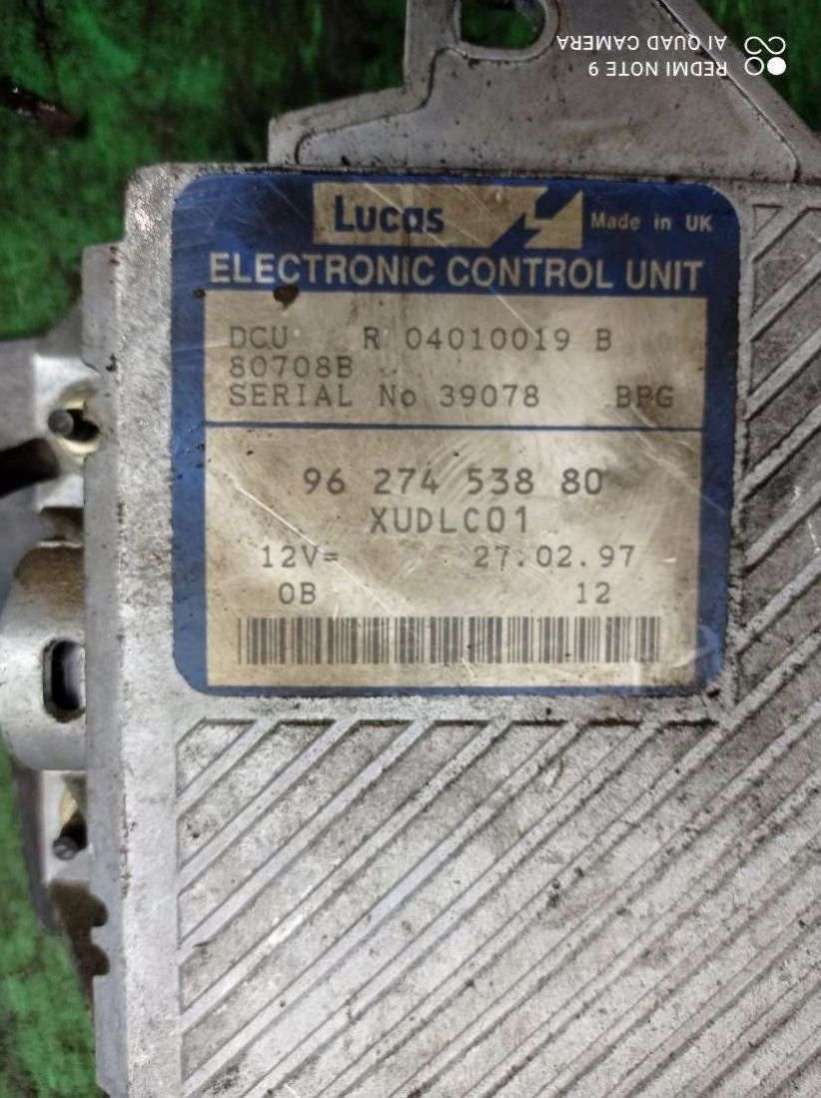 REDMI NOTE 9
AI QUAD CAMERA
Lucas Made in UK
ELECTRONIC CONTROL UNIT
DCU R 04010019 B
80708B
SERIAL No 39078 BPG
96 274 538 80
XUDLC01
12V= 27.02.97
OB 12